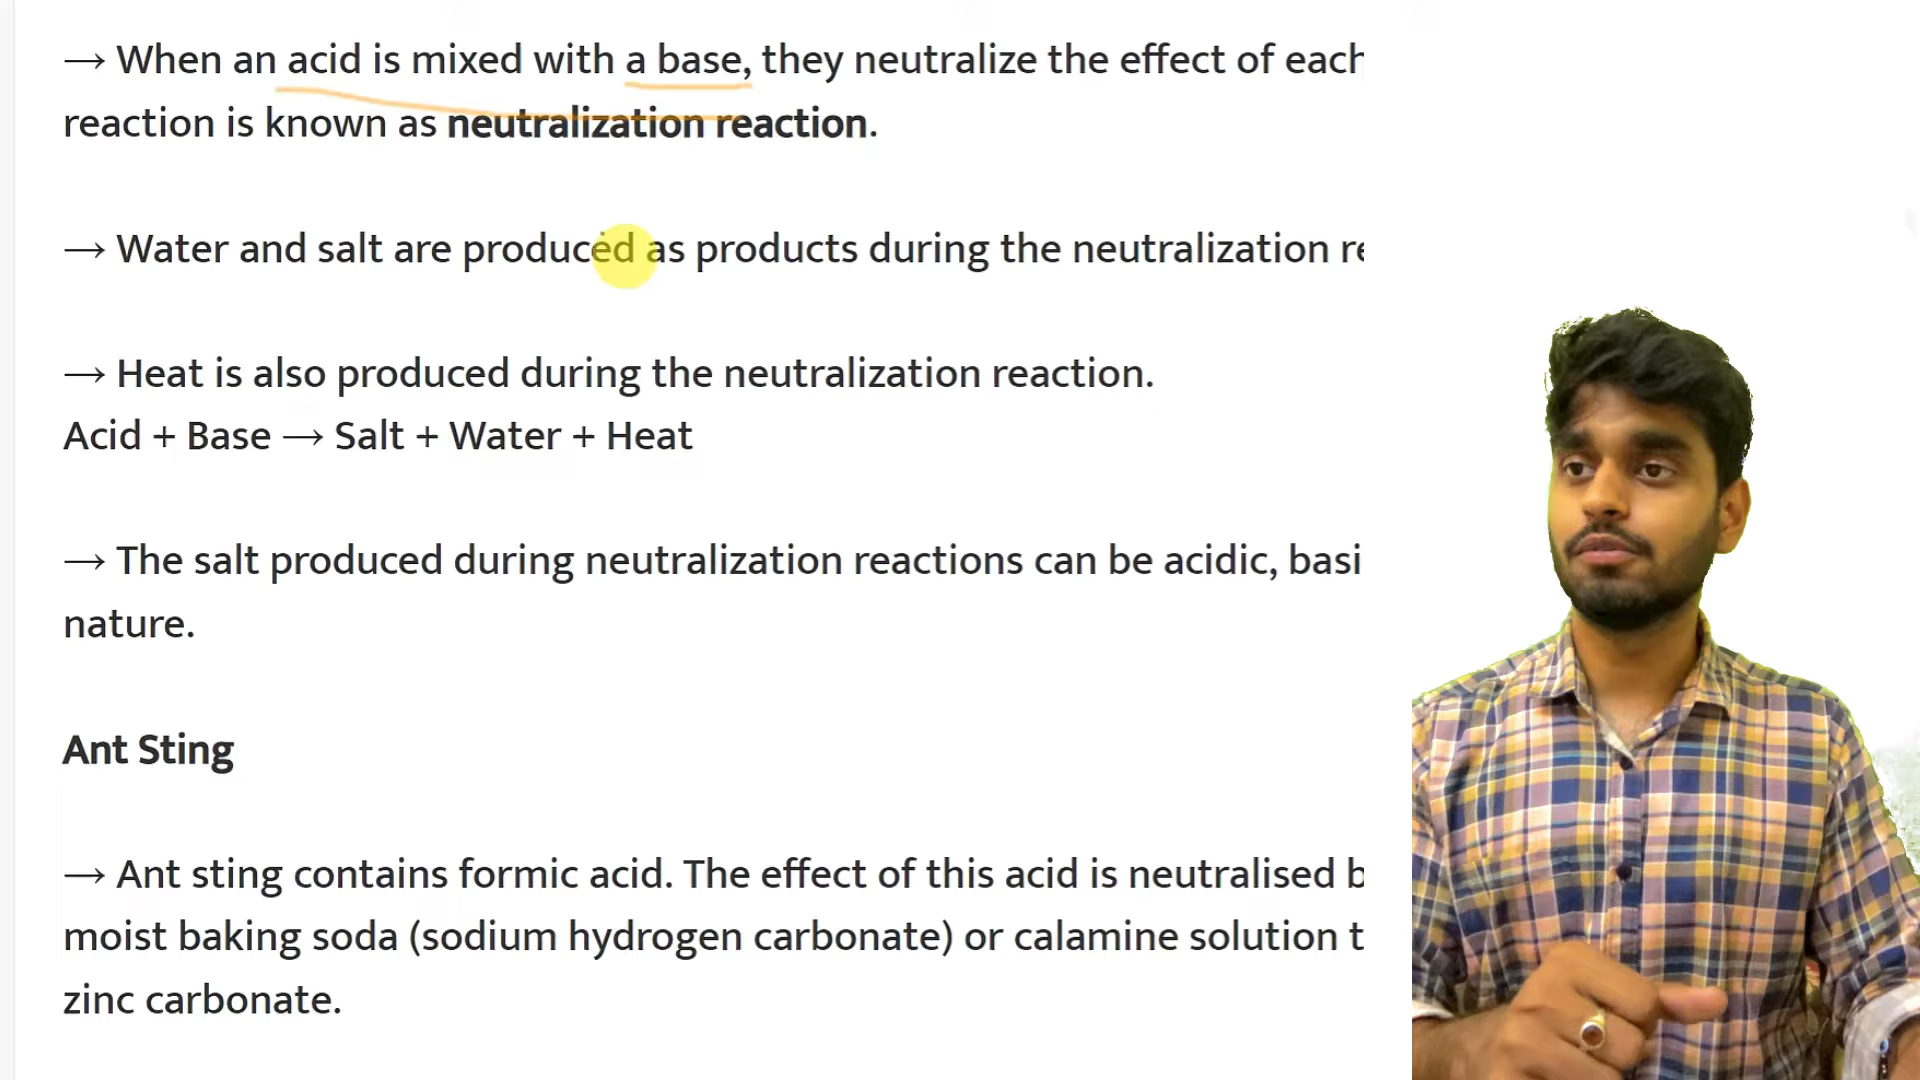 → When an acid is mixed with a base, they neutralize the effect of each
reaction is known as neutralization reaction.
→ Water and salt are produced as products during the neutralization re
→ Heat is also produced during the neutralization reaction.
Acid + Base → Salt + Water + Heat
→ The salt produced during neutralization reactions can be acidic, basi
nature.
Ant Sting
→ Ant sting contains formic acid. The effect of this acid is neutralised b
moist baking soda (sodium hydrogen carbonate) or calamine solution t
zinc carbonate.